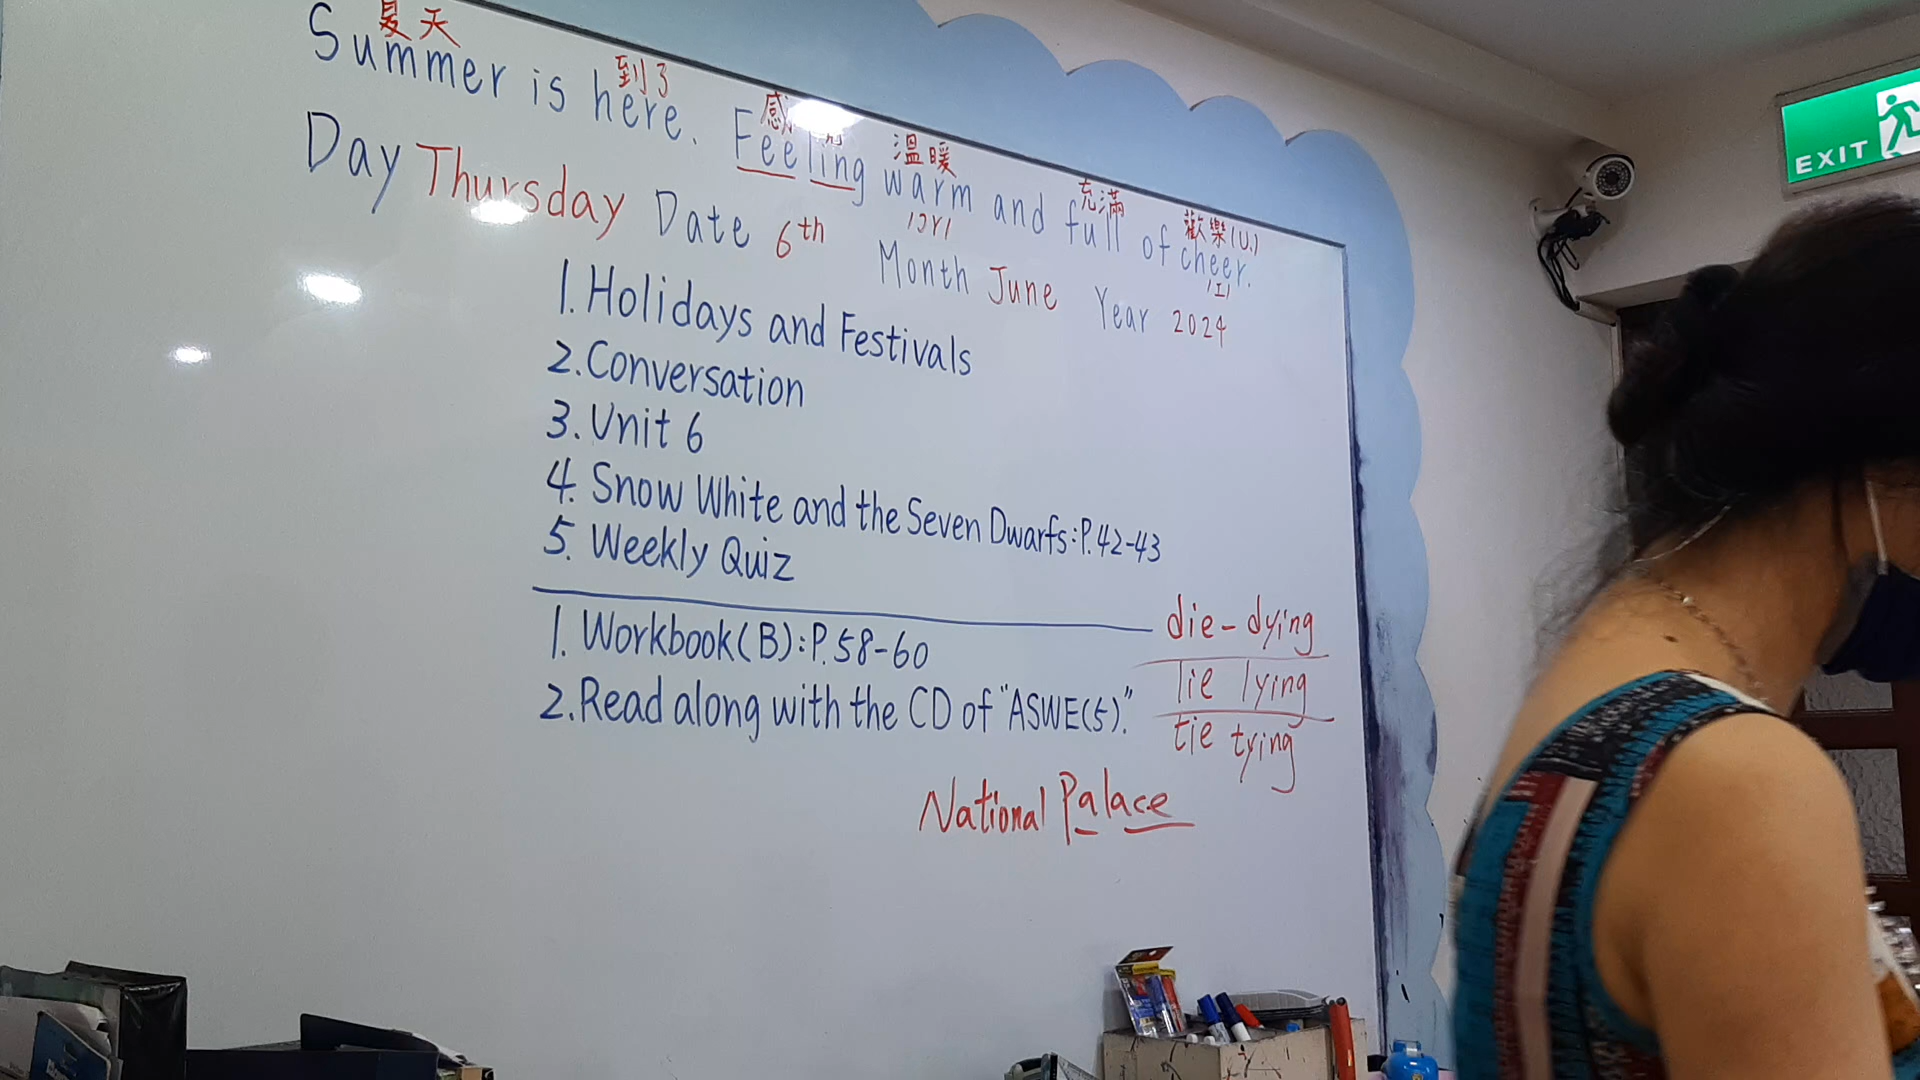 夏天 到了
Summer is here. Feeling warm and full of cheer.
感 溫暖 充滿 歡樂(U.)
/ɔr/ /ɪ/
Day Thursday Date 6th Month June Year 2024
1. Holidays and Festivals
2. Conversation
3. Unit 6
4. Snow White and the Seven Dwarfs: P.42-43
5. Weekly Quiz
1. Workbook(B): P.58-60
2. Read along with the CD of "ASWE(5)."
die - dying
lie lying
tie tying
National Palace
EXIT